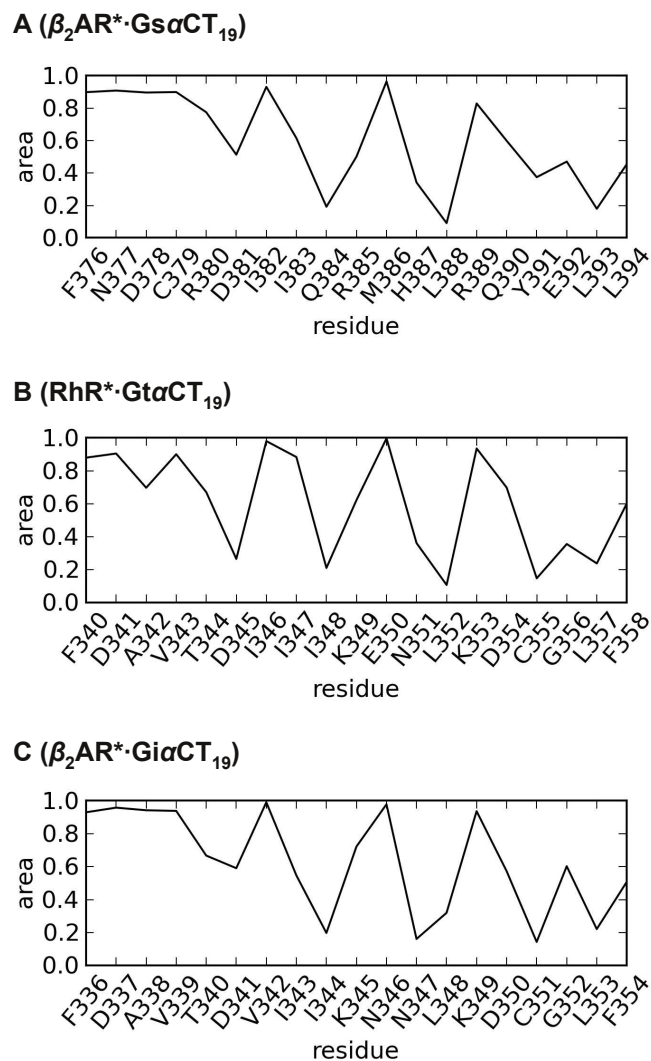 A (β₂AR*·GsαCT₁₉)
1.0
0.8
0.6
0.4
0.2
0.0
area
F376 N377 D378 C379 R380 D381 I382 I383 Q384 R385 M386 H387 L388 R389 Q390 Y391 E392 L393 L394
residue
B (RhR*·GtαCT₁₉)
1.0
0.8
0.6
0.4
0.2
0.0
area
F340 D341 A342 V343 T344 D345 I346 I347 I348 K349 E350 N351 L352 K353 D354 C355 G356 L357 F358
residue
C (β₂AR*·GiαCT₁₉)
1.0
0.8
0.6
0.4
0.2
0.0
area
F336 D337 A338 V339 T340 D341 V342 I343 I344 K345 N346 N347 L348 K349 D350 C351 G352 L353 F354
residue